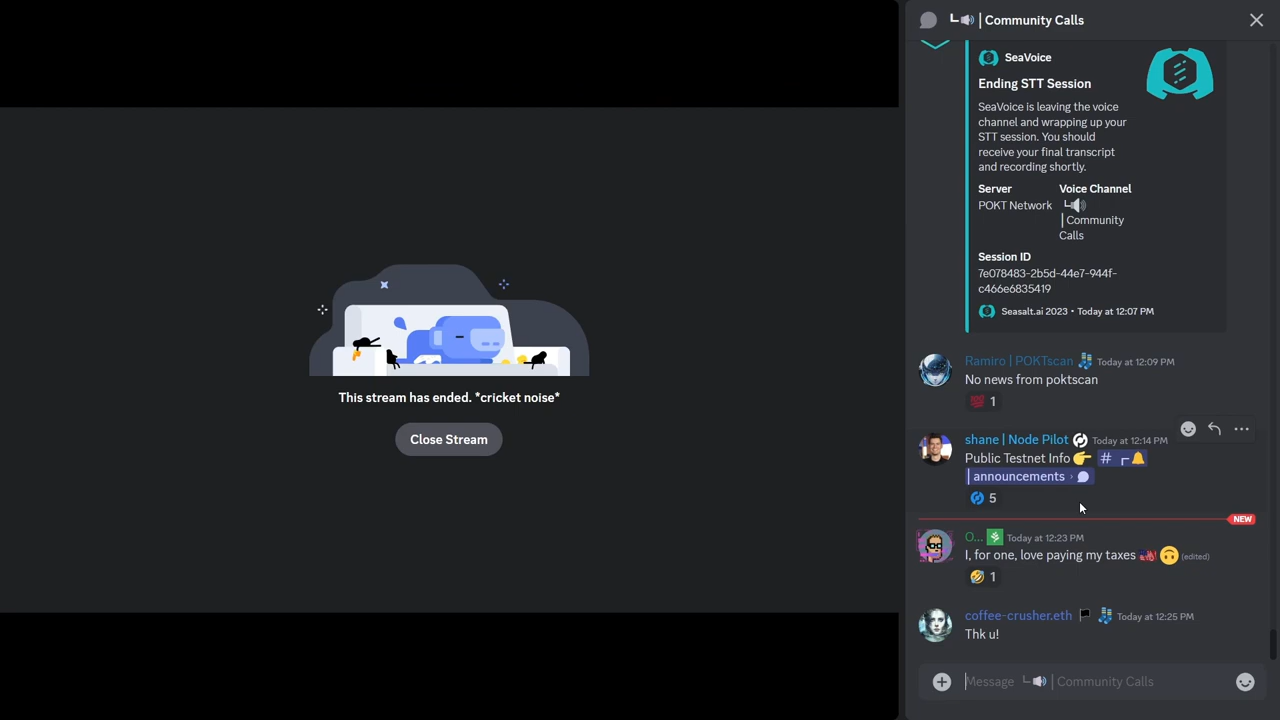 This stream has ended. *cricket noise*
Close Stream
| Community Calls
SeaVoice
Ending STT Session
SeaVoice is leaving the voice
channel and wrapping up your
STT session. You should
receive your final transcript
and recording shortly.
Server Voice Channel
POKT Network
| Community
Calls
Session ID
7e078483-2b5d-44e7-944f-
c466e6835419
Seasalt.ai 2023 • Today at 12:07 PM
Ramiro | POKTscan Today at 12:09 PM
No news from poktscan
💯 1
shane | Node Pilot Today at 12:14 PM
Public Testnet Info 👉 # ┌🔔
| announcements ›
5
NEW
O... Today at 12:23 PM
I, for one, love paying my taxes 🙃 (edited)
🤣 1
coffee-crusher.eth Today at 12:25 PM
Thk u!
Message └🔊 | Community Calls